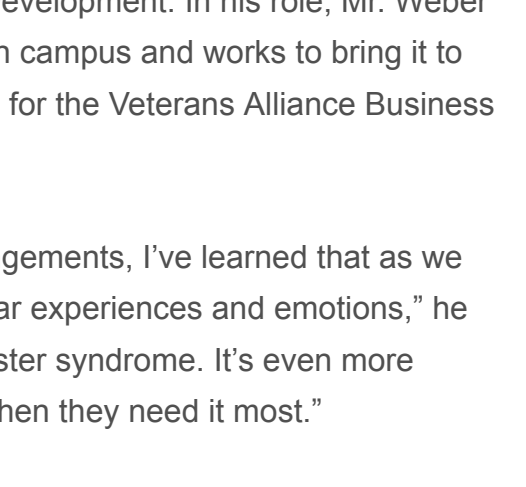 evelopment. In his role, Mr. Weber
campus and works to bring it to
for the Veterans Alliance Business
gements, I’ve learned that as we
experiences and emotions,” he
ster syndrome. It’s even more
hen they need it most.”